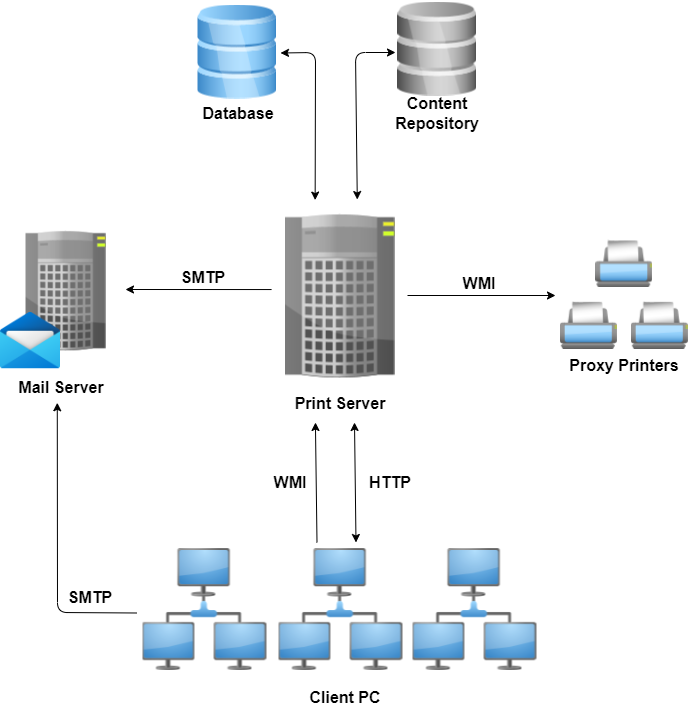 Database
Content
Repository
SMTP
WMI
Mail Server
Proxy Printers
Print Server
WMI
HTTP
SMTP
Client PC